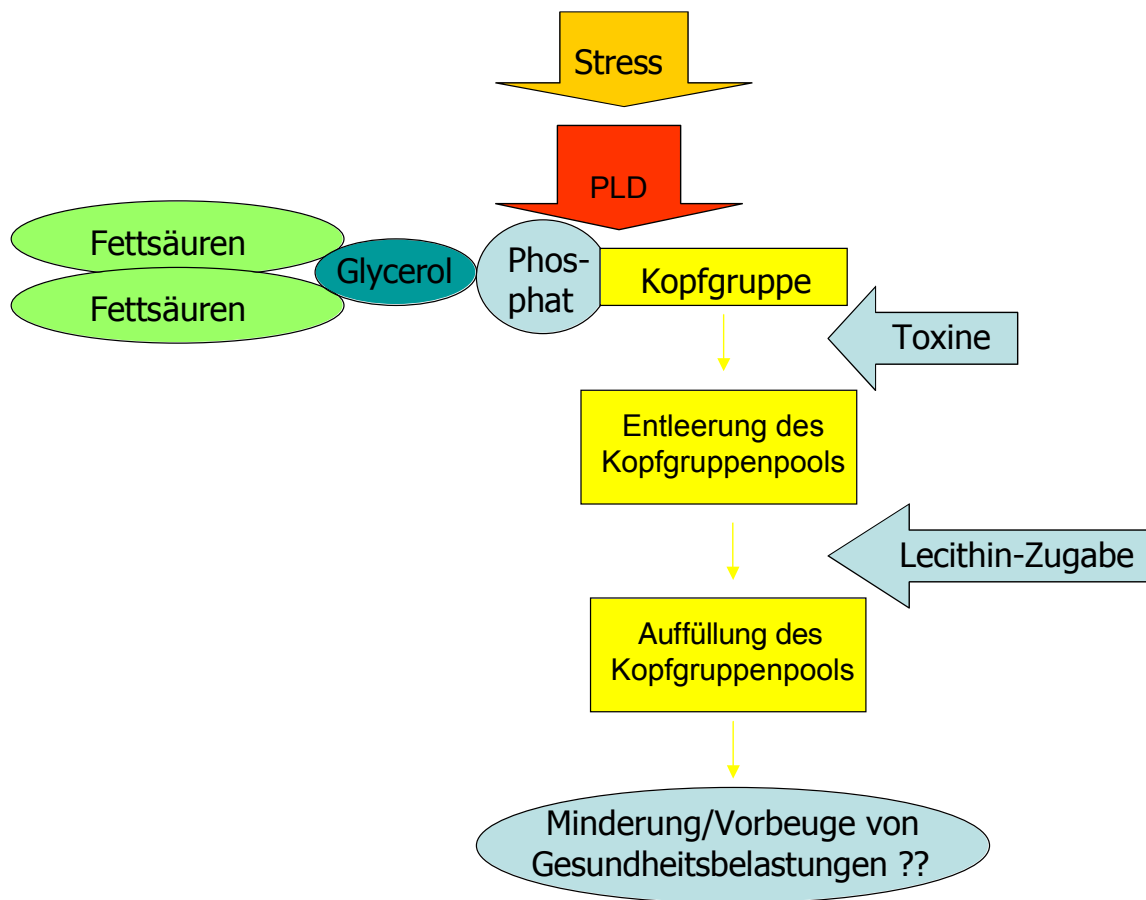 Stress
PLD
Fettsäuren
Fettsäuren
Glycerol
Phos-
phat
Kopfgruppe
Toxine
Entleerung des
Kopfgruppenpools
Lecithin-Zugabe
Auffüllung des
Kopfgruppenpools
Minderung/Vorbeuge von
Gesundheitsbelastungen ??